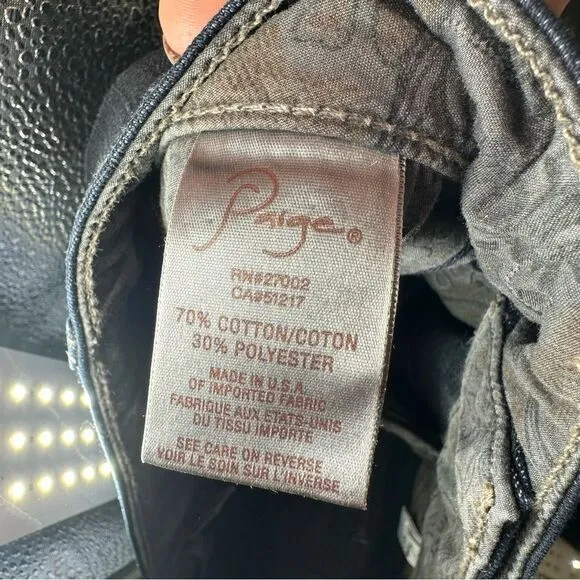 Paige®
RN#27002
CA#51217
70% COTTON/COTON
30% POLYESTER
MADE IN U.S.A.
OF IMPORTED FABRIC
FABRIQUE AUX ETATS-UNIS
DU TISSU IMPORTE
SEE CARE ON REVERSE
VOIR LE SOIN SUR L'INVERSE